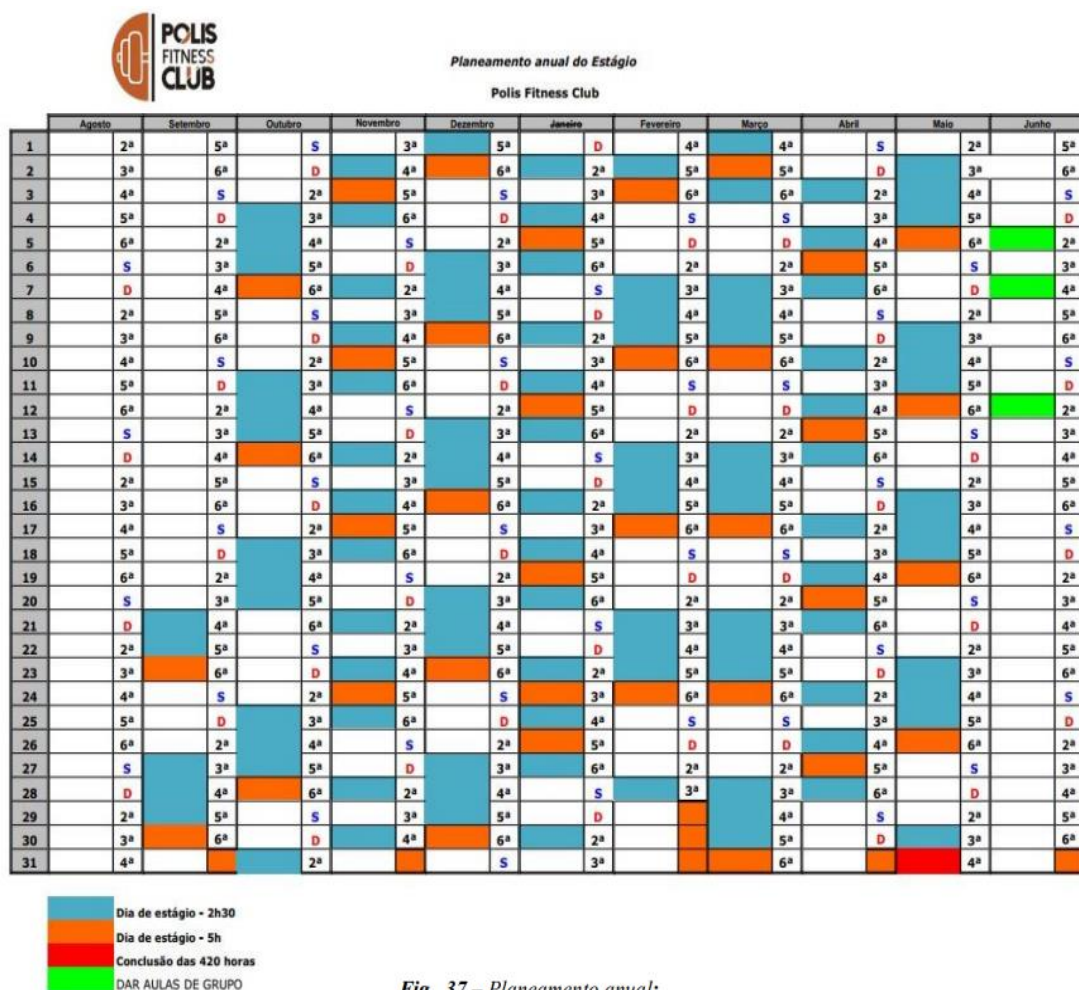 POLIS
FITNESS
CLUB
Planeamento anual do Estágio
Polis Fitness Club
Agosto Setembro Outubro Novembro Dezembro Janeiro Fevereiro Março Abril Maio Junho
1 2ª 5ª S 3ª 5ª D 4ª 4ª S 2ª 5ª
2 3ª 6ª D 4ª 6ª 2ª 5ª 5ª D 3ª 6ª
3 4ª S 2ª 5ª S 3ª 6ª 6ª 2ª 4ª S
4 5ª D 3ª 6ª D 4ª S S 3ª 5ª D
5 6ª 2ª 4ª S 2ª 5ª D D 4ª 6ª 2ª
6 S 3ª 5ª D 3ª 6ª 2ª 2ª 5ª S 3ª
7 D 4ª 6ª 2ª 4ª S 3ª 3ª 6ª D 4ª
8 2ª 5ª S 3ª 5ª D 4ª 4ª S 2ª 5ª
9 3ª 6ª D 4ª 6ª 2ª 5ª 5ª D 3ª 6ª
10 4ª S 2ª 5ª S 3ª 6ª 6ª 2ª 4ª S
11 5ª D 3ª 6ª D 4ª S S 3ª 5ª D
12 6ª 2ª 4ª S 2ª 5ª D D 4ª 6ª 2ª
13 S 3ª 5ª D 3ª 6ª 2ª 2ª 5ª S 3ª
14 D 4ª 6ª 2ª 4ª S 3ª 3ª 6ª D 4ª
15 2ª 5ª S 3ª 5ª D 4ª 4ª S 2ª 5ª
16 3ª 6ª D 4ª 6ª 2ª 5ª 5ª D 3ª 6ª
17 4ª S 2ª 5ª S 3ª 6ª 6ª 2ª 4ª S
18 5ª D 3ª 6ª D 4ª S S 3ª 5ª D
19 6ª 2ª 4ª S 2ª 5ª D D 4ª 6ª 2ª
20 S 3ª 5ª D 3ª 6ª 2ª 2ª 5ª S 3ª
21 D 4ª 6ª 2ª 4ª S 3ª 3ª 6ª D 4ª
22 2ª 5ª S 3ª 5ª D 4ª 4ª S 2ª 5ª
23 3ª 6ª D 4ª 6ª 2ª 5ª 5ª D 3ª 6ª
24 4ª S 2ª 5ª S 3ª 6ª 6ª 2ª 4ª S
25 5ª D 3ª 6ª D 4ª S S 3ª 5ª D
26 6ª 2ª 4ª S 2ª 5ª D D 4ª 6ª 2ª
27 S 3ª 5ª D 3ª 6ª 2ª 2ª 5ª S 3ª
28 D 4ª 6ª 2ª 4ª S 3ª 3ª 6ª D 4ª
29 2ª 5ª S 3ª 5ª D 4ª S 2ª 5ª
30 3ª 6ª D 4ª 6ª 2ª 5ª D 3ª 6ª
31 4ª 2ª S 3ª 6ª 4ª
Dia de estágio - 2h30
Dia de estágio - 5h
Conclusão das 420 horas
DAR AULAS DE GRUPO
Fig. 37 – Planeamento anual;